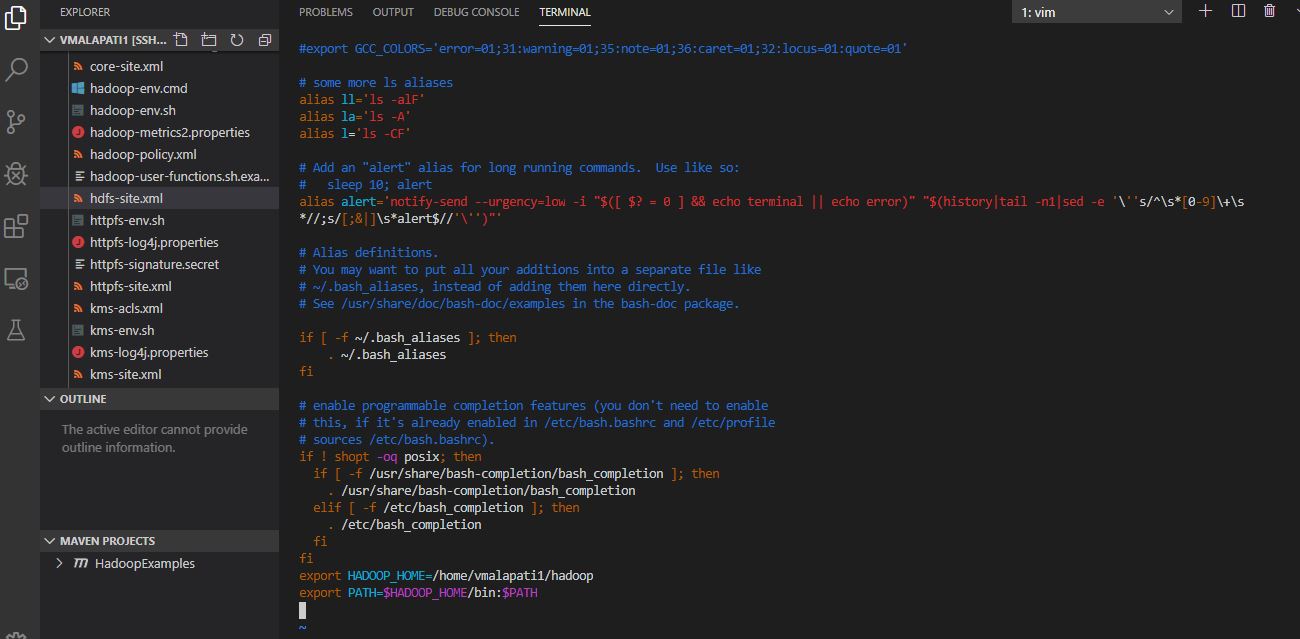 EXPLORER
VMALAPATI1 [SSH...
core-site.xml
hadoop-env.cmd
hadoop-env.sh
hadoop-metrics2.properties
hadoop-policy.xml
hadoop-user-functions.sh.exa...
hdfs-site.xml
httpfs-env.sh
httpfs-log4j.properties
httpfs-signature.secret
httpfs-site.xml
kms-acls.xml
kms-env.sh
kms-log4j.properties
kms-site.xml
OUTLINE
The active editor cannot provide
outline information.
MAVEN PROJECTS
HadoopExamples
PROBLEMS OUTPUT DEBUG CONSOLE TERMINAL
1: vim
#export GCC_COLORS='error=01;31:warning=01;35:note=01;36:caret=01;32:locus=01:quote=01'
# some more ls aliases
alias ll='ls -alF'
alias la='ls -A'
alias l='ls -CF'
# Add an "alert" alias for long running commands.  Use like so:
#   sleep 10; alert
alias alert='notify-send --urgency=low -i "$([ $? = 0 ] && echo terminal || echo error)" "$(history|tail -n1|sed -e '\''s/^\s*[0-9]\+\s
*//;s/[;&|]\s*alert$//'\'')"'
# Alias definitions.
# You may want to put all your additions into a separate file like
# ~/.bash_aliases, instead of adding them here directly.
# See /usr/share/doc/bash-doc/examples in the bash-doc package.
if [ -f ~/.bash_aliases ]; then
    . ~/.bash_aliases
fi
# enable programmable completion features (you don't need to enable
# this, if it's already enabled in /etc/bash.bashrc and /etc/profile
# sources /etc/bash.bashrc).
if ! shopt -oq posix; then
  if [ -f /usr/share/bash-completion/bash_completion ]; then
    . /usr/share/bash-completion/bash_completion
  elif [ -f /etc/bash_completion ]; then
    . /etc/bash_completion
  fi
fi
export HADOOP_HOME=/home/vmalapati1/hadoop
export PATH=$HADOOP_HOME/bin:$PATH
~